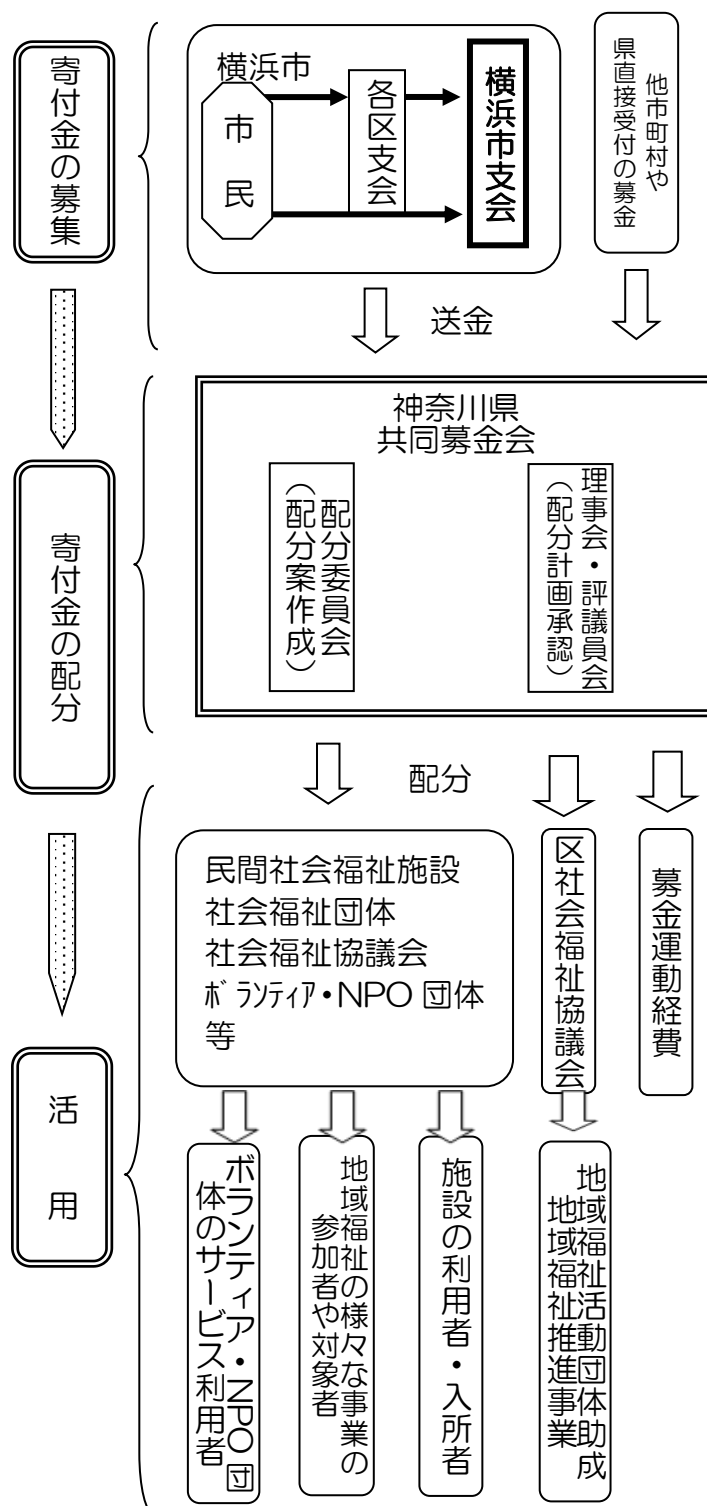 寄付金の募集
横浜市
市民
各区支会
横浜市支会
他市町村や
県直接受付の募金
送金
寄付金の配分
神奈川県
共同募金会
配分委員会
（配分案作成）
理事会・評議員会
（配分計画承認）
配分
活用
民間社会福祉施設
社会福祉団体
社会福祉協議会
ボランティア・NPO団体
等
区社会福祉協議会
募金運動経費
ボランティア・NPO団
体のサービス利用者
地域福祉の様々な事業の
参加者や対象者
施設の利用者・入所者
地域福祉活動団体助成
地域福祉推進事業